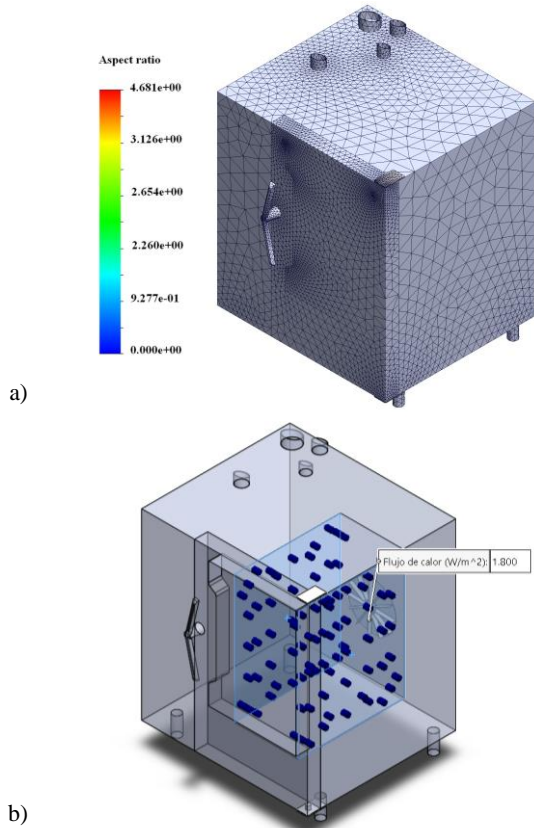 Aspect ratio
4.681e+00
3.126e+00
2.654e+00
2.260e+00
9.277e-01
0.000e+00
a)
Flujo de calor (W/m^2): 1.800
b)